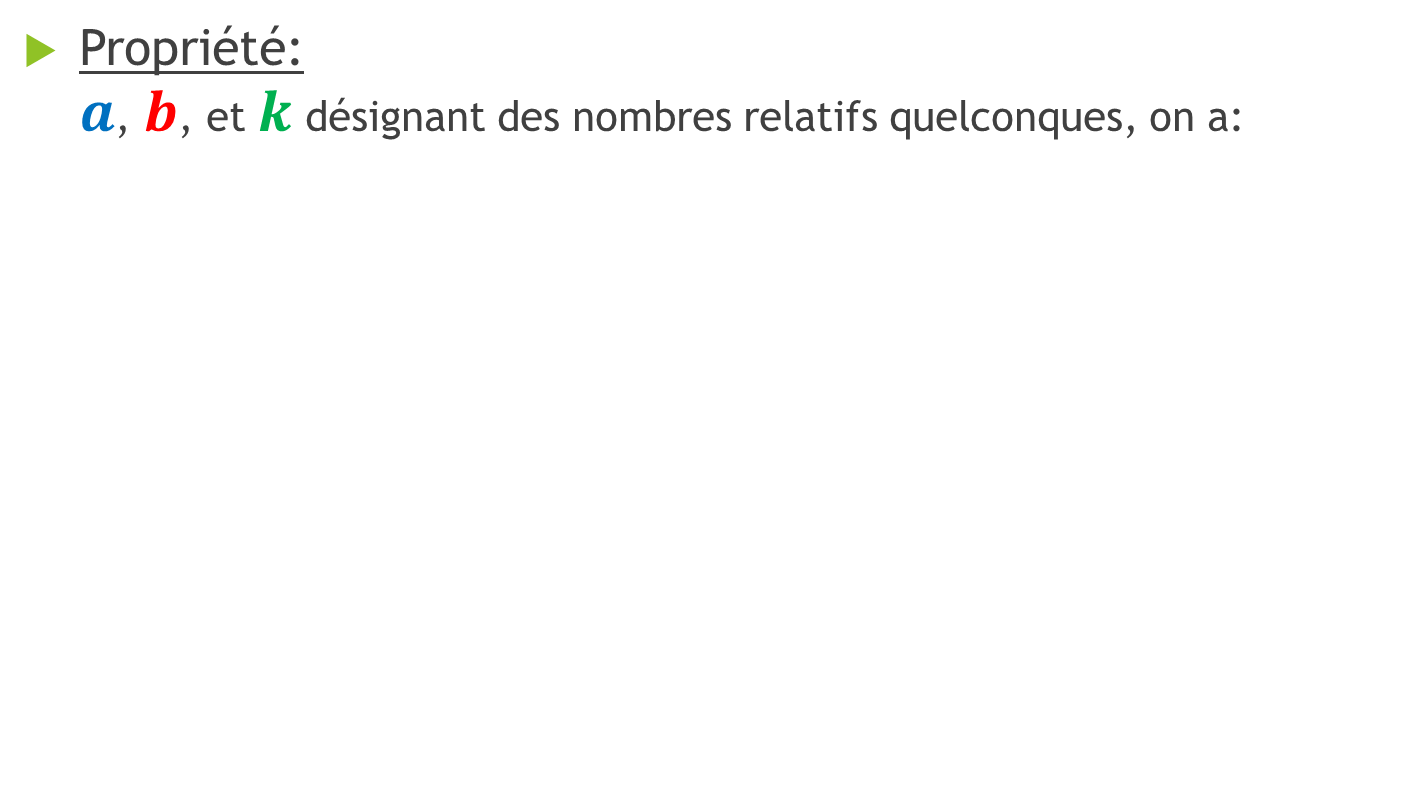 Propriété:
a, b, et k désignant des nombres relatifs quelconques, on a: